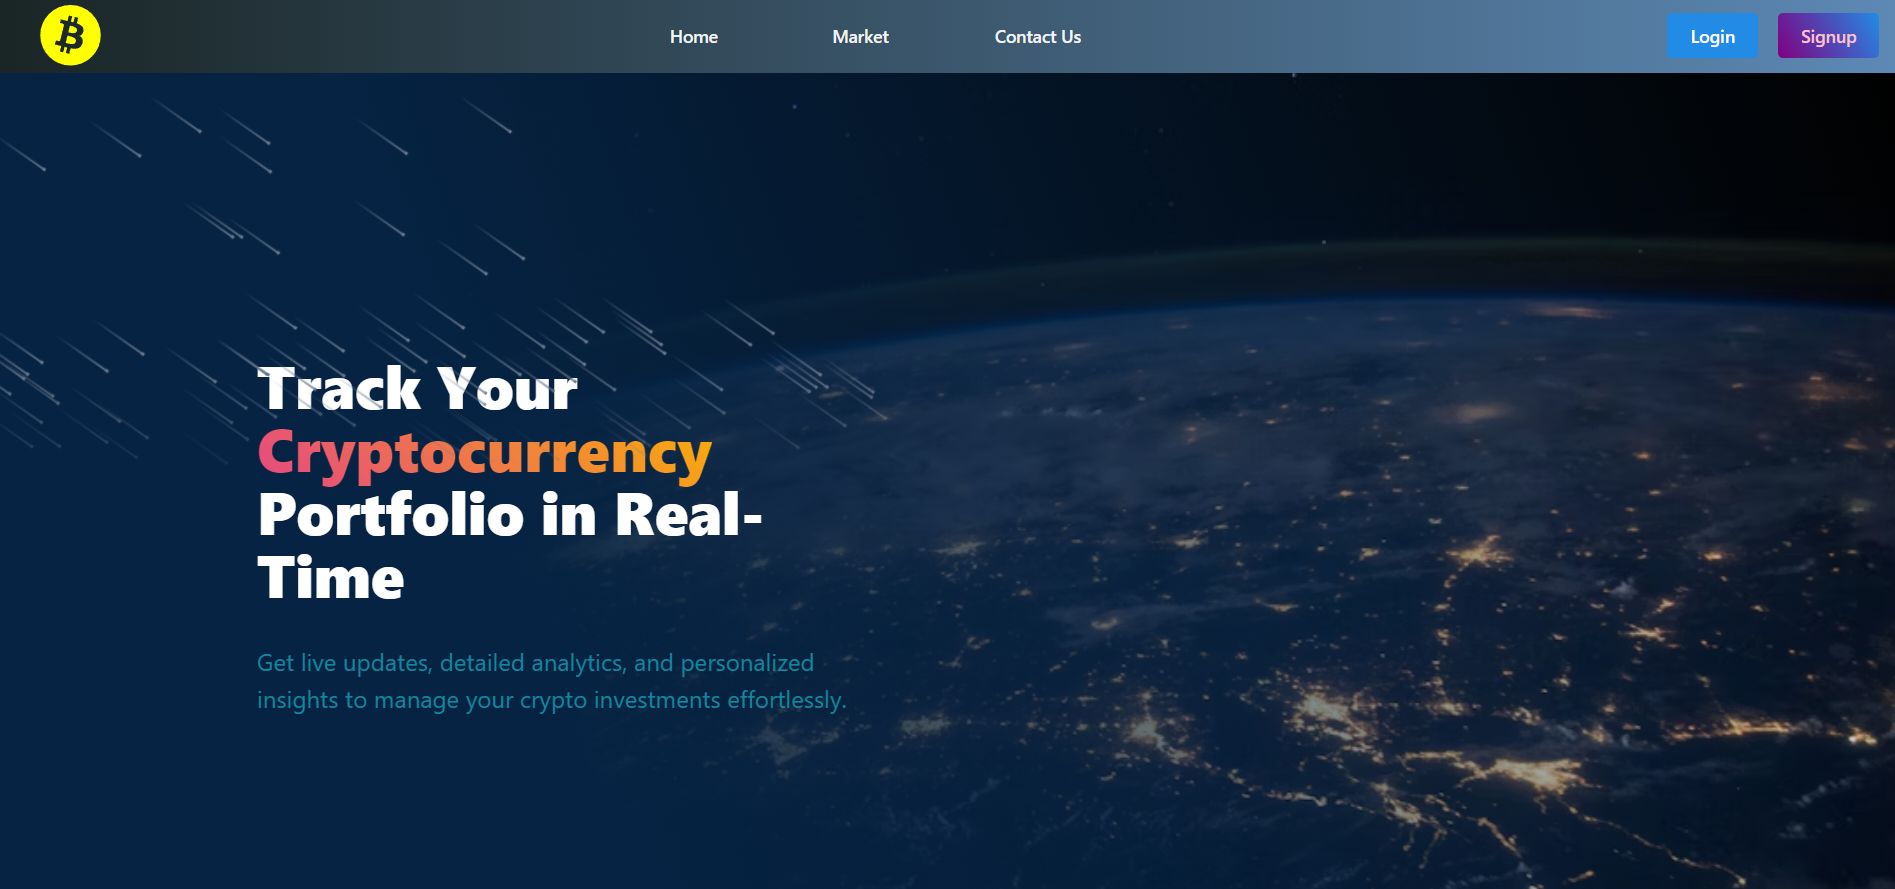 Home
Market
Contact Us
Login
Signup
Track Your
Cryptocurrency
Portfolio in Real-
Time
Get live updates, detailed analytics, and personalized
insights to manage your crypto investments effortlessly.